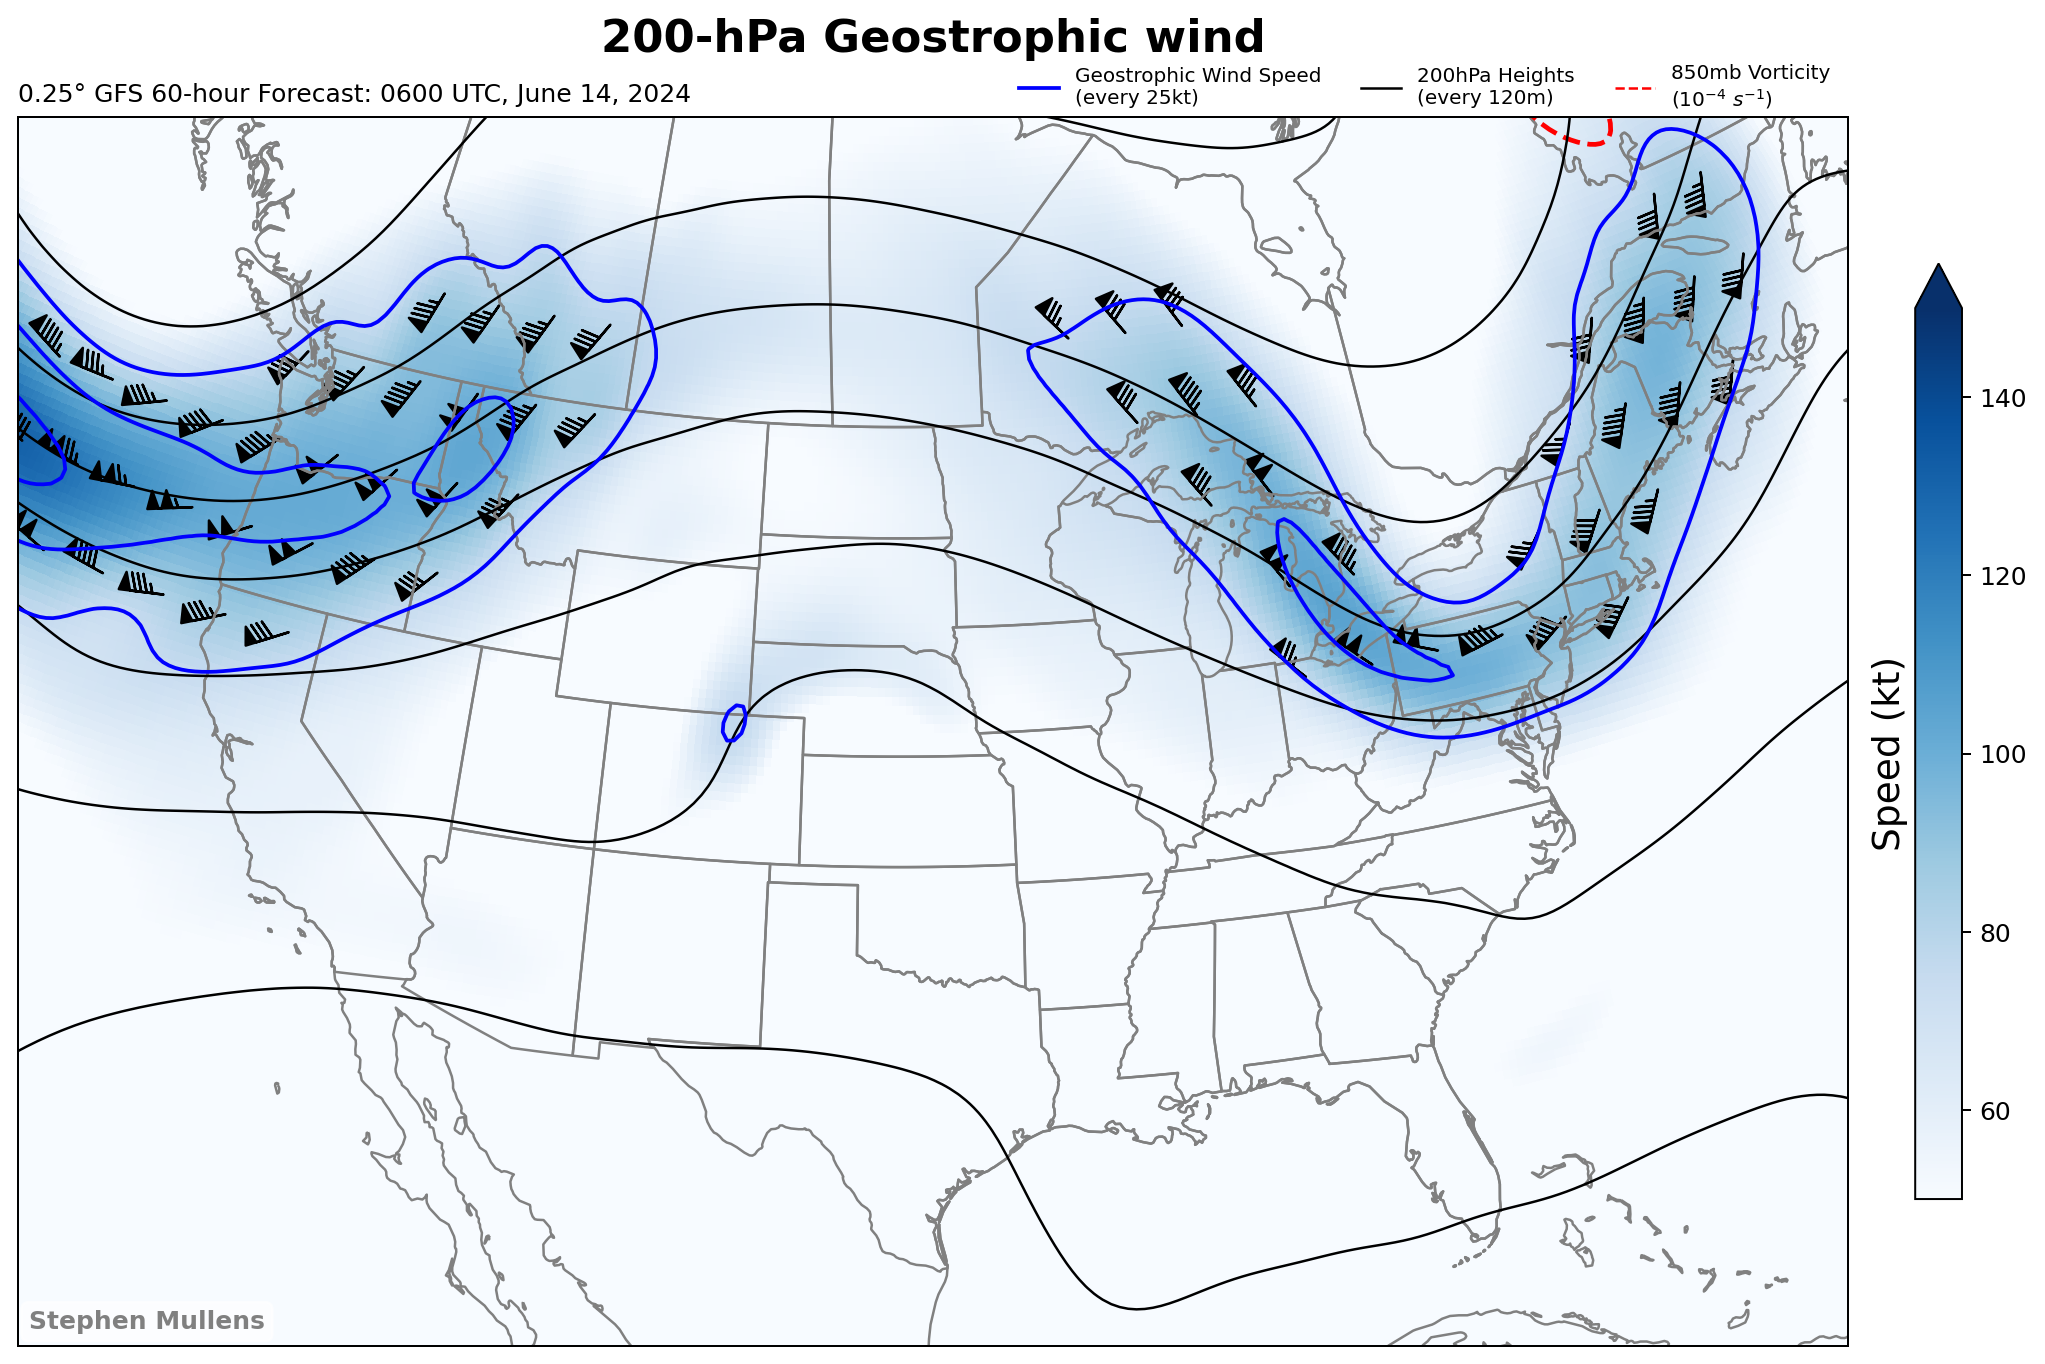 200-hPa Geostrophic wind
0.25° GFS 60-hour Forecast: 0600 UTC, June 14, 2024
Geostrophic Wind Speed
(every 25kt)
200hPa Heights
(every 120m)
850mb Vorticity
(10⁻⁴ s⁻¹)
140
120
100
80
60
Speed (kt)
Stephen Mullens